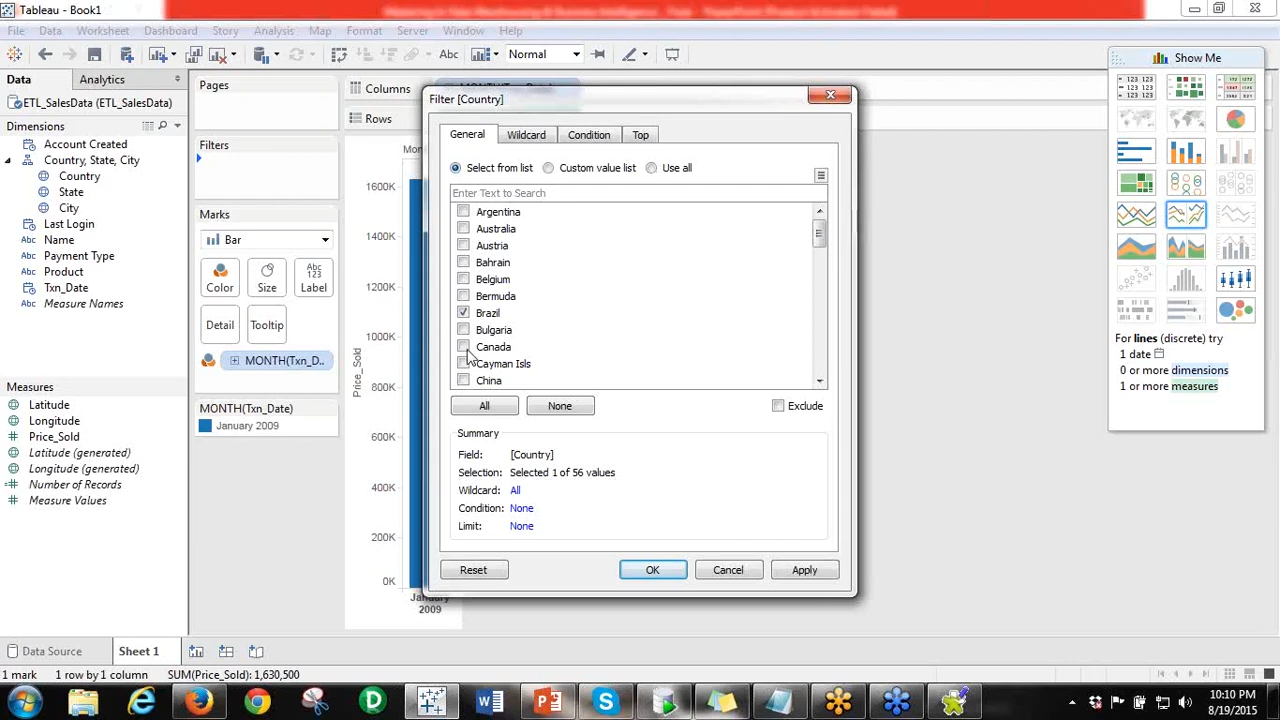 Tableau - Book1
File Data Worksheet Dashboard Story Analysis Map Format Server Window Help
Abc Normal
Data Analytics
ETL_SalesData (ETL_SalesData)
Dimensions
Account Created
Country, State, City
Country
State
City
Last Login
Abc Name
Abc Payment Type
Abc Product
Abc Txn_Date
Abc Measure Names
Measures
Latitude
Longitude
Price_Sold
Latitude (generated)
Longitude (generated)
Number of Records
Measure Values
Pages
Filters
Marks
Bar
Color Size Abc 123 Label
Detail Tooltip
MONTH(Txn_D..
MONTH(Txn_Date)
January 2009
Columns
Rows
Price_Sold
1600K
1400K
1200K
1000K
800K
600K
400K
200K
0K
January
2009
Filter [Country]
General Wildcard Condition Top
Select from list Custom value list Use all
Enter Text to Search
Argentina
Australia
Austria
Bahrain
Belgium
Bermuda
Brazil
Bulgaria
Canada
Cayman Isls
China
All None Exclude
Summary
Field: [Country]
Selection: Selected 1 of 56 values
Wildcard: All
Condition: None
Limit: None
Reset OK Cancel Apply
Show Me
For lines (discrete) try
1 date
0 or more dimensions
1 or more measures
Data Source Sheet 1
1 mark 1 row by 1 column SUM(Price_Sold): 1,630,500
10:10 PM
8/19/2015